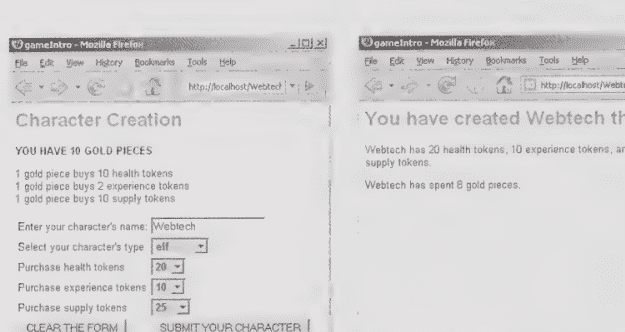 gameIntro - Mozilla Firefox
File Edit View History Bookmarks Tools Help
http://localhost/Webtech
Character Creation
YOU HAVE 10 GOLD PIECES
1 gold piece buys 10 health tokens
1 gold piece buys 2 experience tokens
1 gold piece buys 10 supply tokens
Enter your character's name: Webtech
Select your character's type elf
Purchase health tokens 20
Purchase experience tokens 10
Purchase supply tokens 25
CLEAR THE FORM SUBMIT YOUR CHARACTER
gameIntro - Mozilla Firefox
File Edit View History Bookmarks Tools Help
http://localhost/Webte
You have created Webtech th
Webtech has 20 health tokens, 10 experience tokens, an
supply tokens.
Webtech has spent 8 gold pieces.